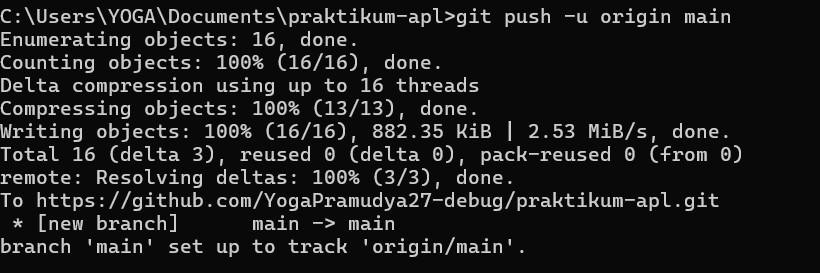 C:\Users\YOGA\Documents\praktikum-apl>git push -u origin main
Enumerating objects: 16, done.
Counting objects: 100% (16/16), done.
Delta compression using up to 16 threads
Compressing objects: 100% (13/13), done.
Writing objects: 100% (16/16), 882.35 KiB | 2.53 MiB/s, done.
Total 16 (delta 3), reused 0 (delta 0), pack-reused 0 (from 0)
remote: Resolving deltas: 100% (3/3), done.
To https://github.com/YogaPramudya27-debug/praktikum-apl.git
 * [new branch]      main -> main
branch 'main' set up to track 'origin/main'.